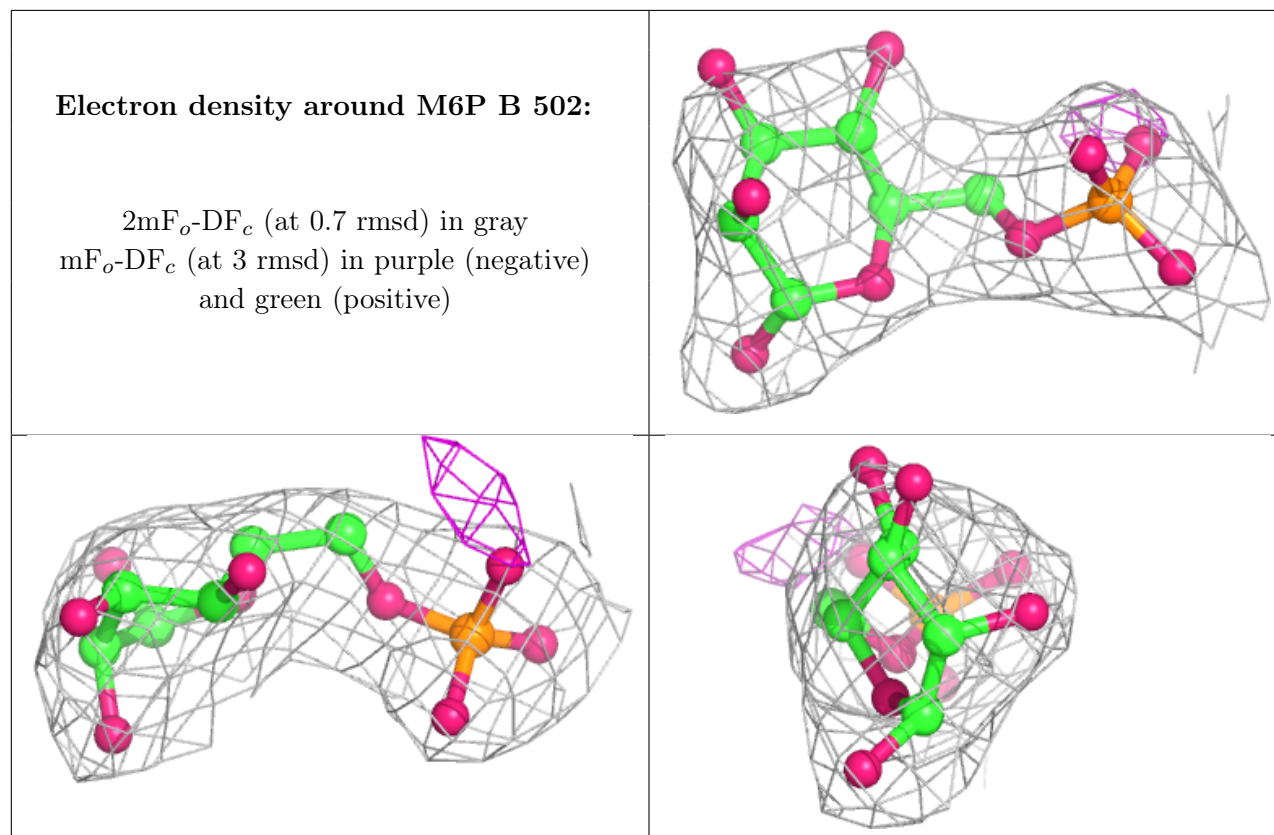 Electron density around M6P B 502:
2mFo-DFc (at 0.7 rmsd) in gray
mFo-DFc (at 3 rmsd) in purple (negative)
and green (positive)